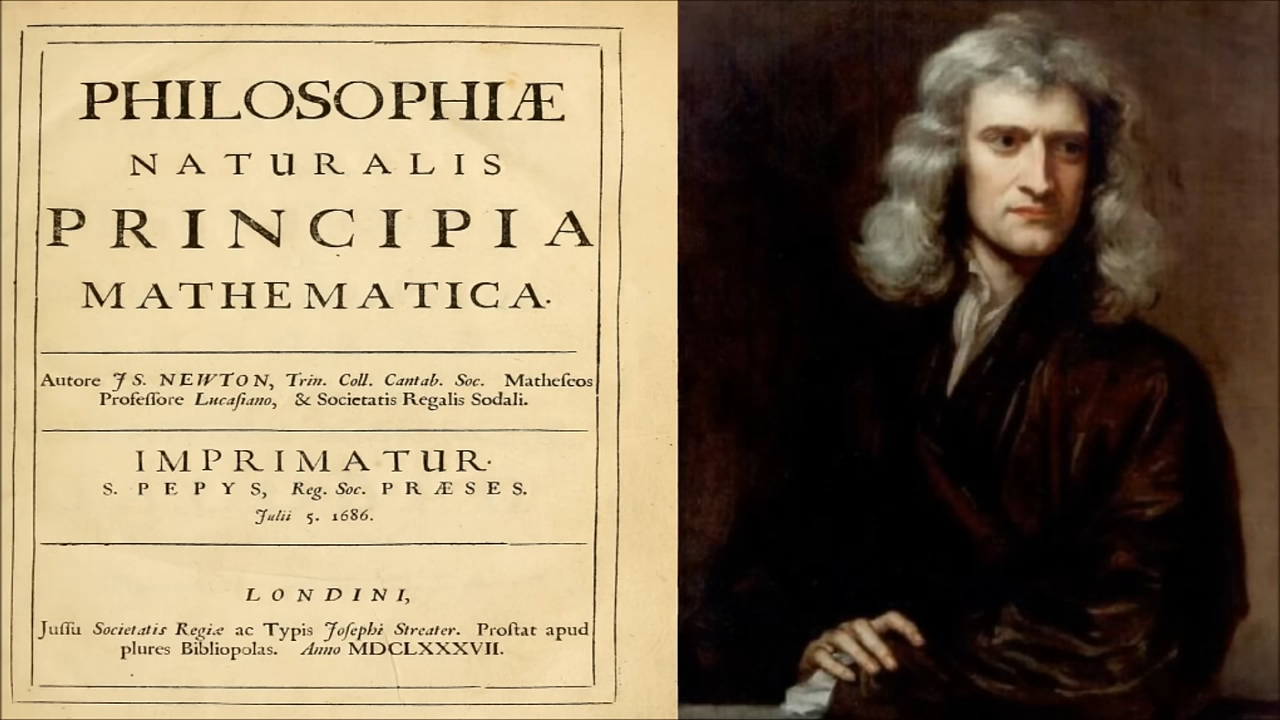 PHILOSOPHIÆ
NATURALIS
PRINCIPIA
MATHEMATICA.
Autore JS. NEWTON, Trin. Coll. Cantab. Soc. Matheſeos
Profeſſore Lucaſiano, & Societatis Regalis Sodali.
IMPRIMATUR.
S. PEPYS, Reg. Soc. PRÆSES.
Julii 5. 1686.
LONDINI,
Juſſu Societatis Regiæ ac Typis Joſephi Streater. Proſtat apud
plures Bibliopolas. Anno MDCLXXXVII.